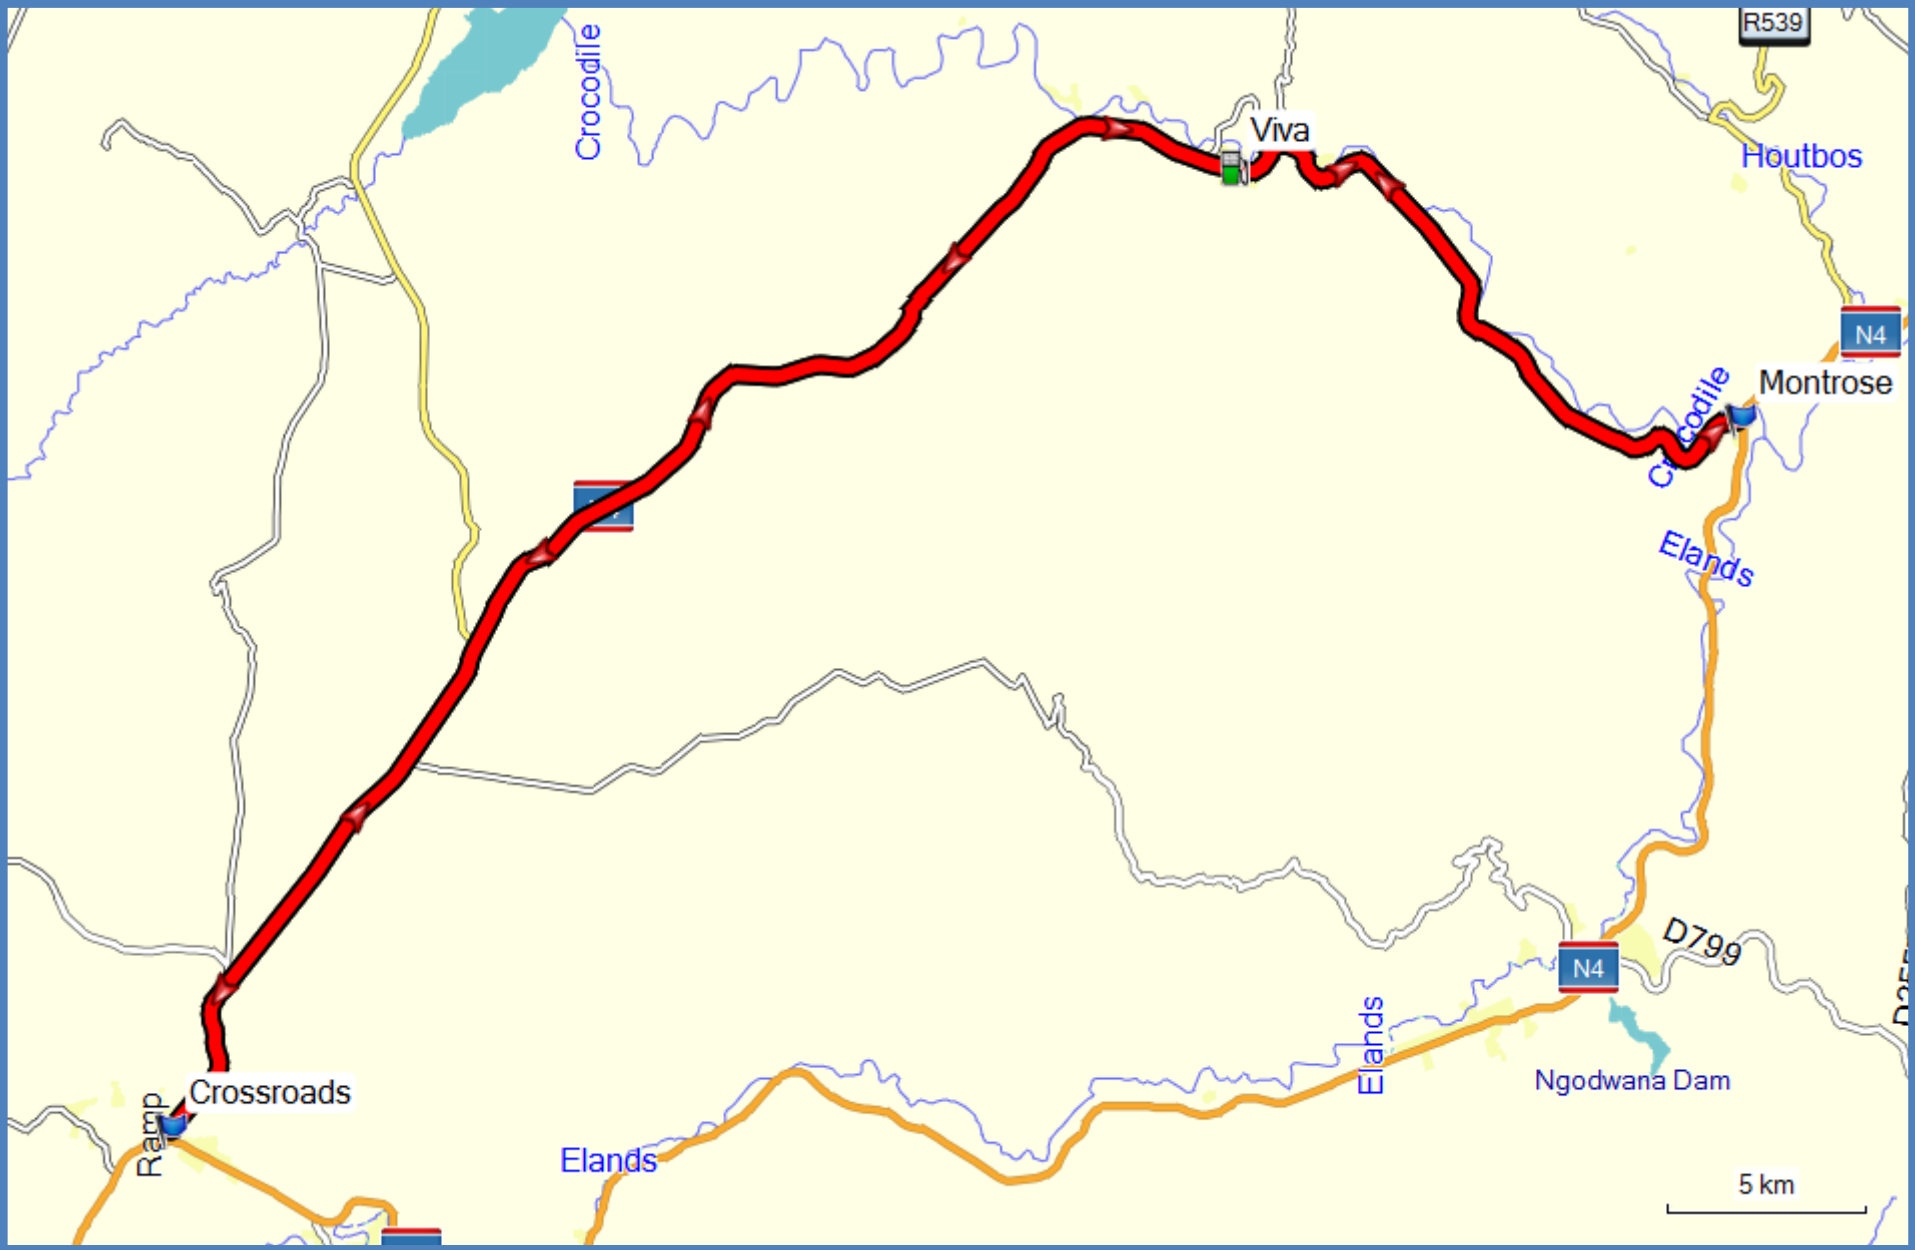 R539
Crocodile
Viva
Houtbos
N4
Montrose
Crocodile
Elands
D799
N4
Elands
Ngodwana Dam
Crossroads
Ramp
Elands
5 km